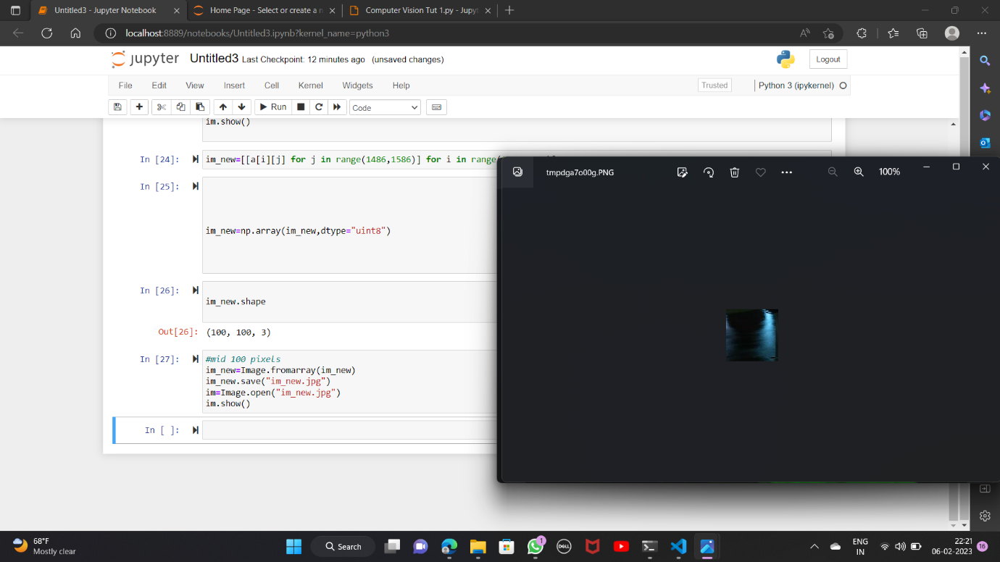 Untitled3 - Jupyter Notebook
Home Page - Select or create a n
Computer Vision Tut 1.py - Jupyt
localhost:8889/notebooks/Untitled3.ipynb?kernel_name=python3
jupyter Untitled3 Last Checkpoint: 12 minutes ago (unsaved changes)
Logout
File Edit View Insert Cell Kernel Widgets Help
Trusted
Python 3 (ipykernel)
Run
Code
im.show()
In [24]: im_new=[[a[i][j] for j in range(1486,1586)] for i in range
In [25]:
im_new=np.array(im_new,dtype="uint8")
In [26]:
im_new.shape
Out[26]: (100, 100, 3)
In [27]: #mid 100 pixels
im_new=Image.fromarray(im_new)
im_new.save("im_new.jpg")
im=Image.open("im_new.jpg")
im.show()
In [ ]:
tmpdga7o00g.PNG
100%
68°F
Mostly clear
Search
1
DELL
ENG
IN
22:21
06-02-2023
16